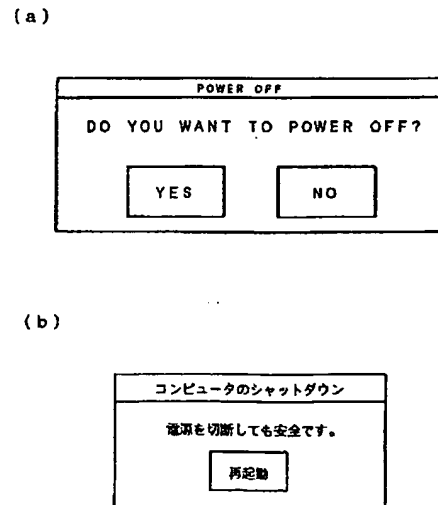 (a)
POWER OFF
DO YOU WANT TO POWER OFF?
YES
NO
(b)
コンピュータのシャットダウン
電源を切断しても安全です。
再起動